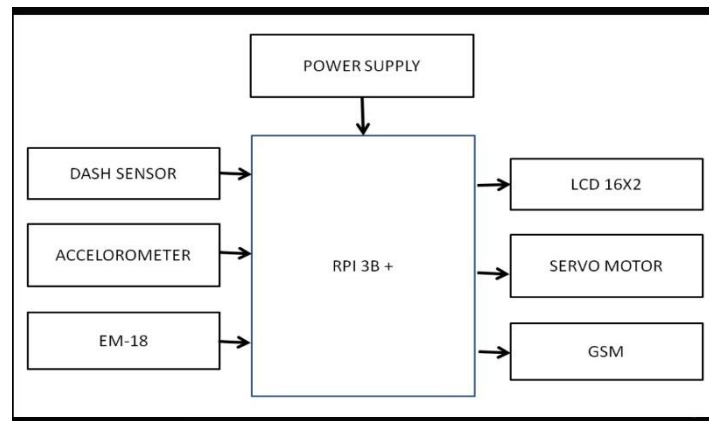 POWER SUPPLY
DASH SENSOR
ACCELOROMETER
EM-18
RPI 3B +
LCD 16X2
SERVO MOTOR
GSM